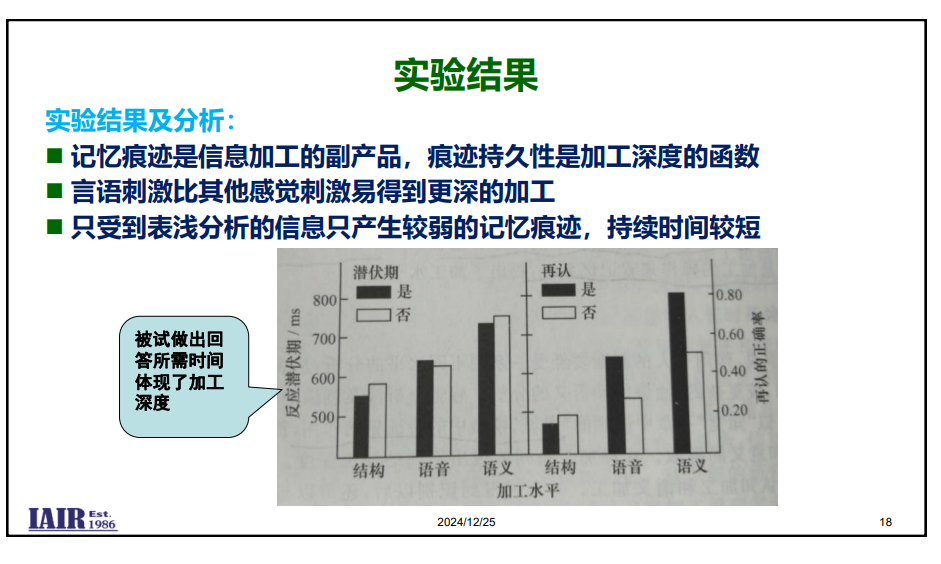 实验结果
实验结果及分析：
记忆痕迹是信息加工的副产品，痕迹持久性是加工深度的函数
言语刺激比其他感觉刺激易得到更深的加工
只受到表浅分析的信息只产生较弱的记忆痕迹，持续时间较短
被试做出回
答所需时间
体现了加工
深度
潜伏期
是
否
反应潜伏期 / ms
800
700
600
500
结构
语音
语义
再认
是
否
0.80
0.60
0.40
0.20
再认的正确率
结构
语音
语义
加工水平
IAIR Est. 1986
2024/12/25
18